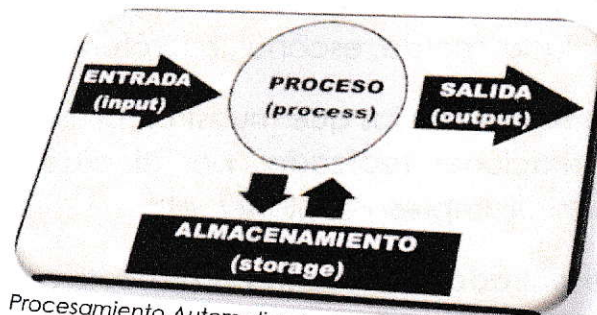 ENTRADA
(input)
PROCESO
(process)
SALIDA
(output)
ALMACENAMIENTO
(storage)
Procesamiento